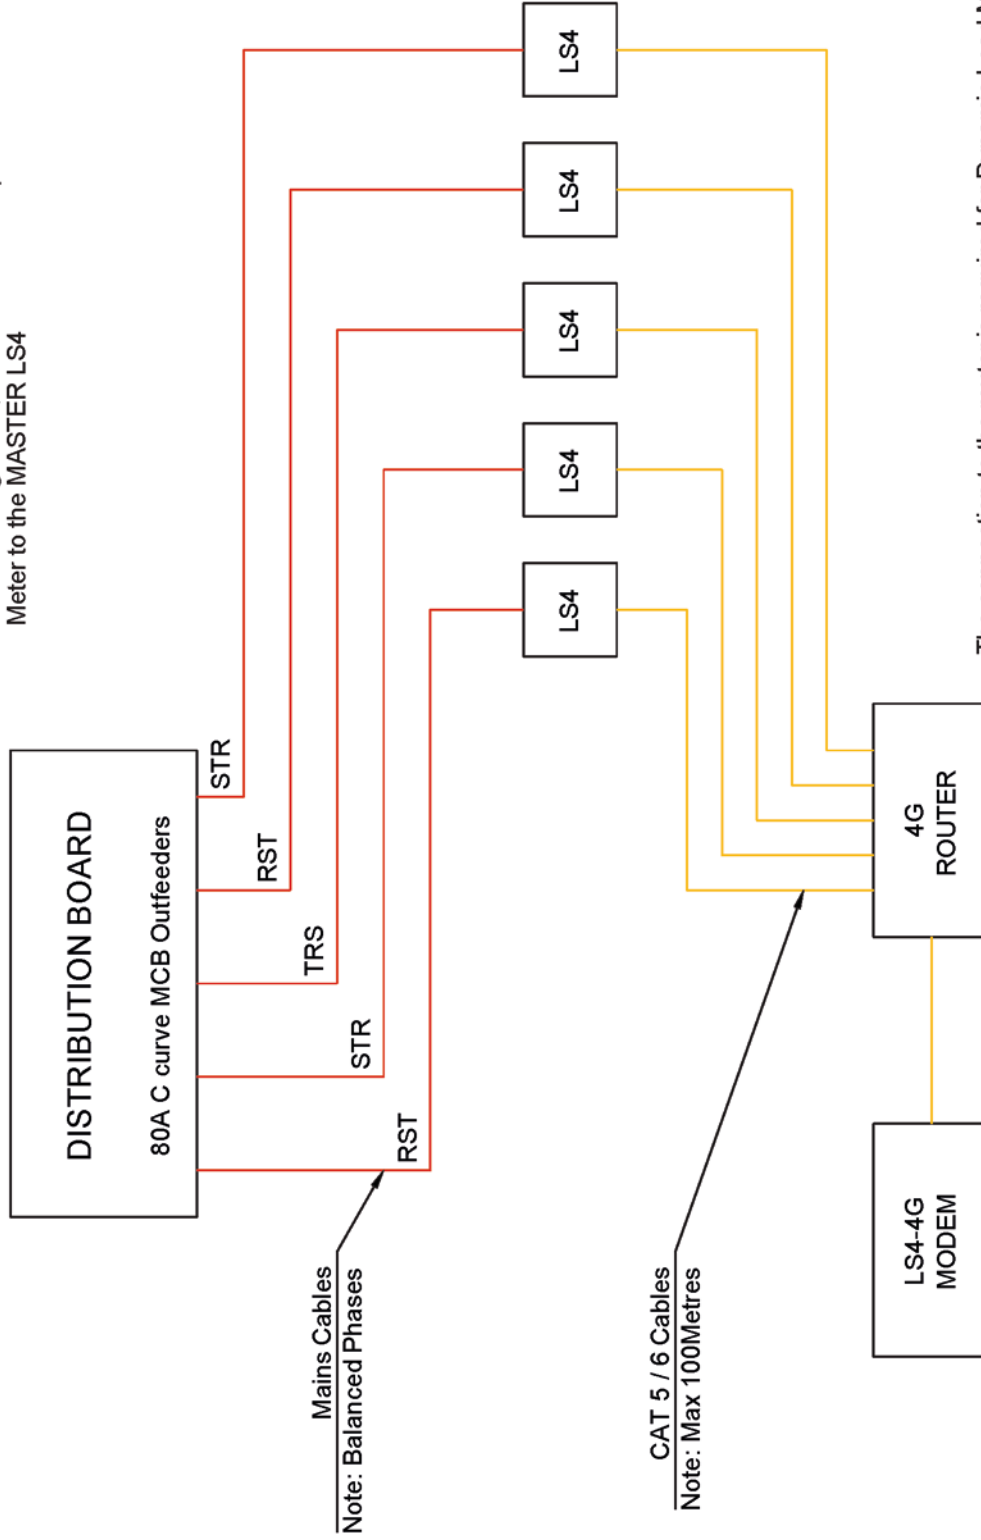 Meter to the MASTER LS4
DISTRIBUTION BOARD
80A C curve MCB Outfeeders
RST
STR
TRS
RST
STR
Mains Cables
Note: Balanced Phases
LS4
LS4
LS4
LS4
LS4
CAT 5 / 6 Cables
Note: Max 100Metres
LS4-4G
MODEM
4G
ROUTER